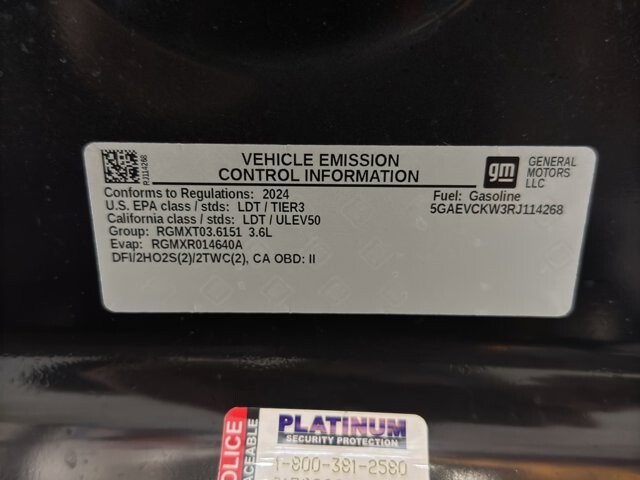 RJ114268
VEHICLE EMISSION
CONTROL INFORMATION
gm
GENERAL
MOTORS
LLC
Conforms to Regulations: 2024
U.S. EPA class / stds: LDT / TIER3
California class / stds: LDT / ULEV50
Group: RGMXT03.6151 3.6L
Evap: RGMXR014640A
DFI/2HO2S(2)/2TWC(2), CA OBD: II
Fuel: Gasoline
5GAEVCKW3RJ114268
PLATINUM
SECURITY PROTECTION
1-800-381-2580